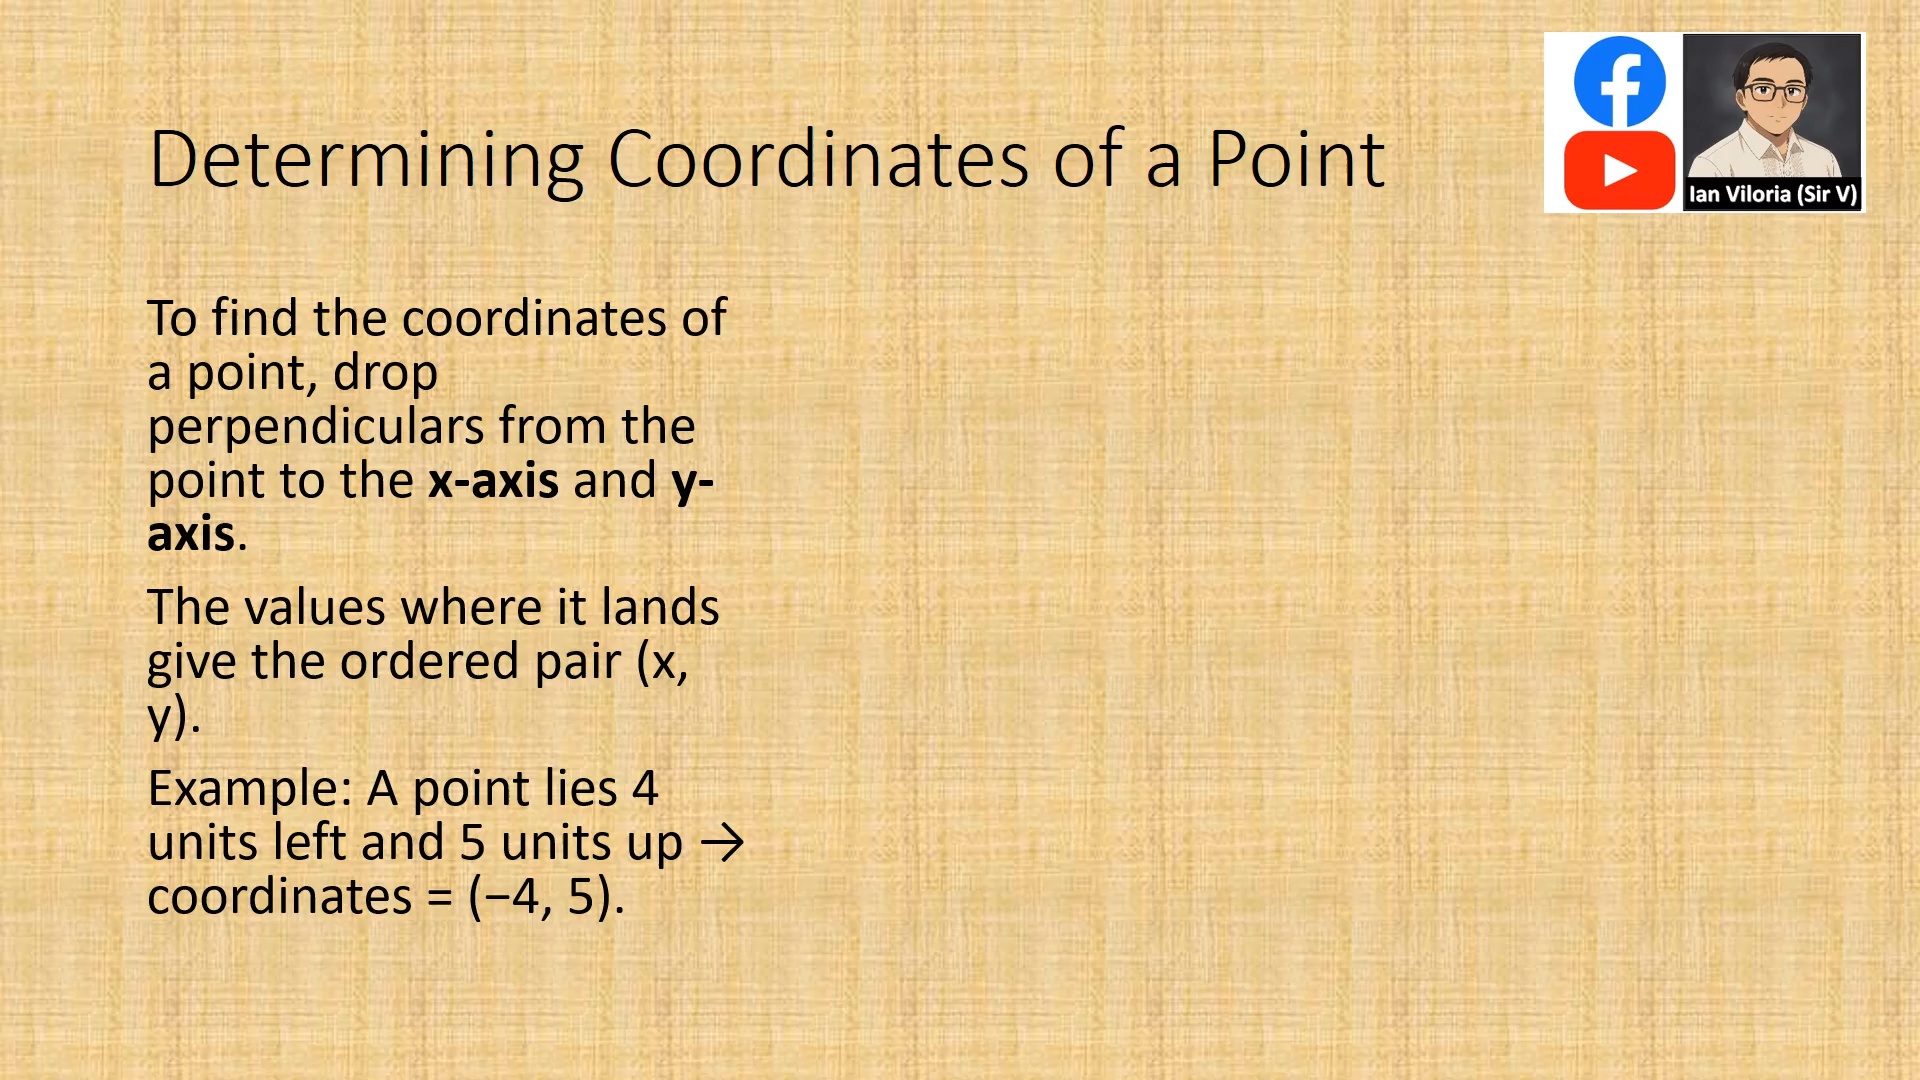 Determining Coordinates of a Point
Ian Viloria (Sir V)
To find the coordinates of
a point, drop
perpendiculars from the
point to the x-axis and y-
axis.
The values where it lands
give the ordered pair (x,
y).
Example: A point lies 4
units left and 5 units up →
coordinates = (−4, 5).